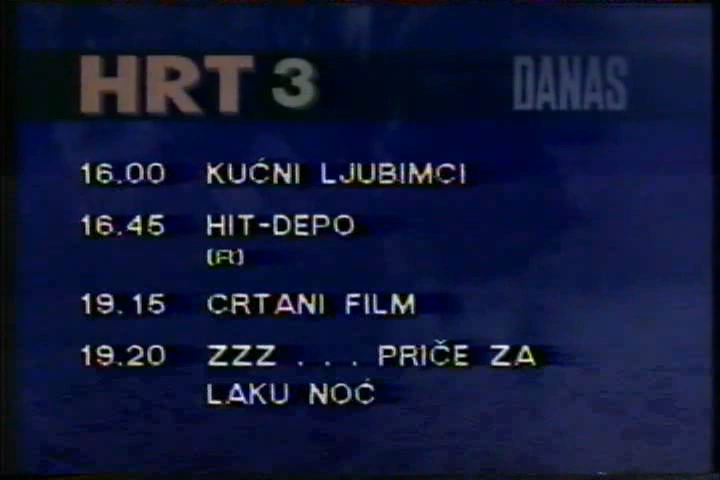 HRT 3 DANAS
16.00 KUĆNI LJUBIMCI
16.45 HIT-DEPO
(R)
19.15 CRTANI FILM
19.20 ZZZ . . . PRIČE ZA
LAKU NOĆ